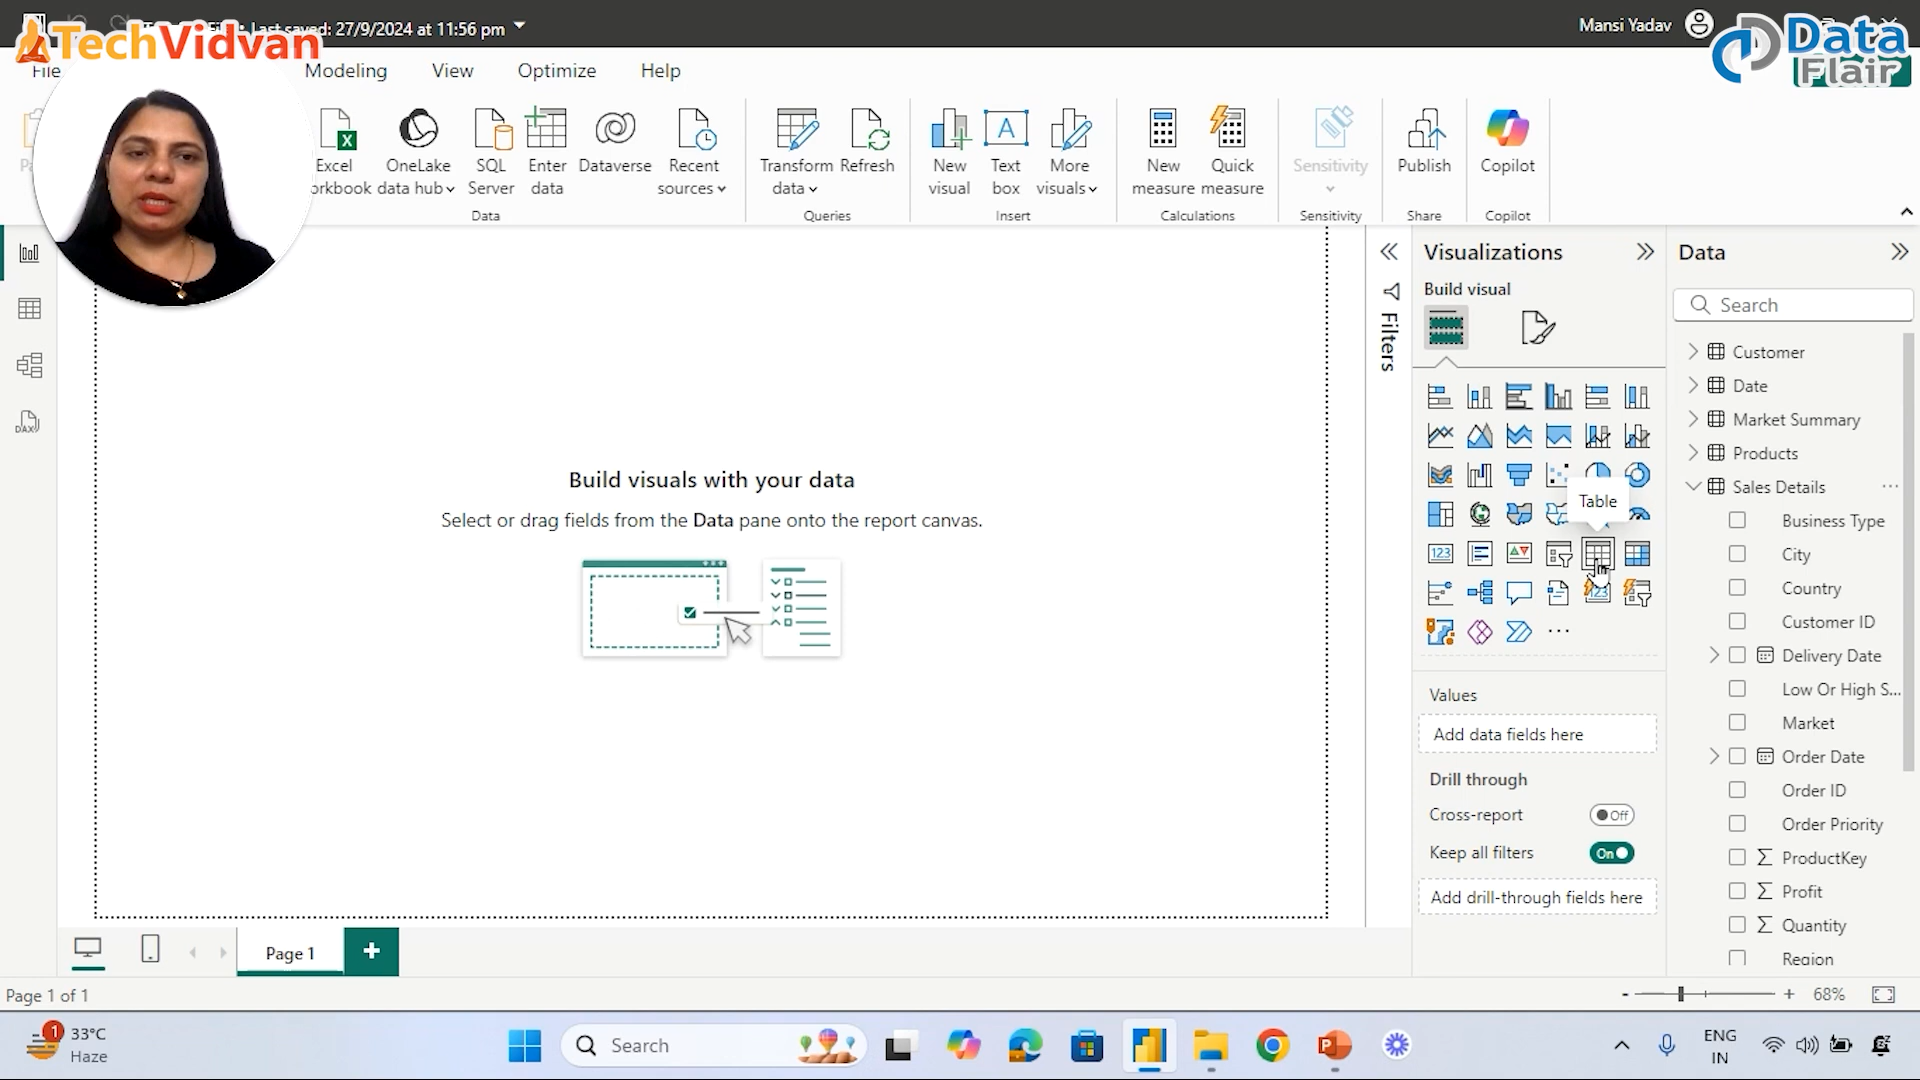 TechVidvan
Last saved: 27/9/2024 at 11:56 pm
Mansi Yadav
Data
Flair
File
Modeling
View
Optimize
Help
Excel
orkbook
OneLake
data hub
SQL
Server
Enter
data
Dataverse
Recent
sources
Data
Transform
data
Refresh
Queries
New
visual
Text
box
More
visuals
Insert
New
measure
Quick
measure
Calculations
Sensitivity
Sensitivity
Publish
Share
Copilot
Copilot
DAX
Build visuals with your data
Select or drag fields from the Data pane onto the report canvas.
Filters
Visualizations
Build visual
Table
123
123
Values
Add data fields here
Drill through
Cross-report
Off
Keep all filters
On
Add drill-through fields here
Data
Search
Customer
Date
Market Summary
Products
Sales Details
Business Type
City
Country
Customer ID
Delivery Date
Low Or High S...
Market
Order Date
Order ID
Order Priority
ProductKey
Profit
Quantity
Region
Page 1
Page 1 of 1
68%
1
33°C
Haze
Search
ENG
IN